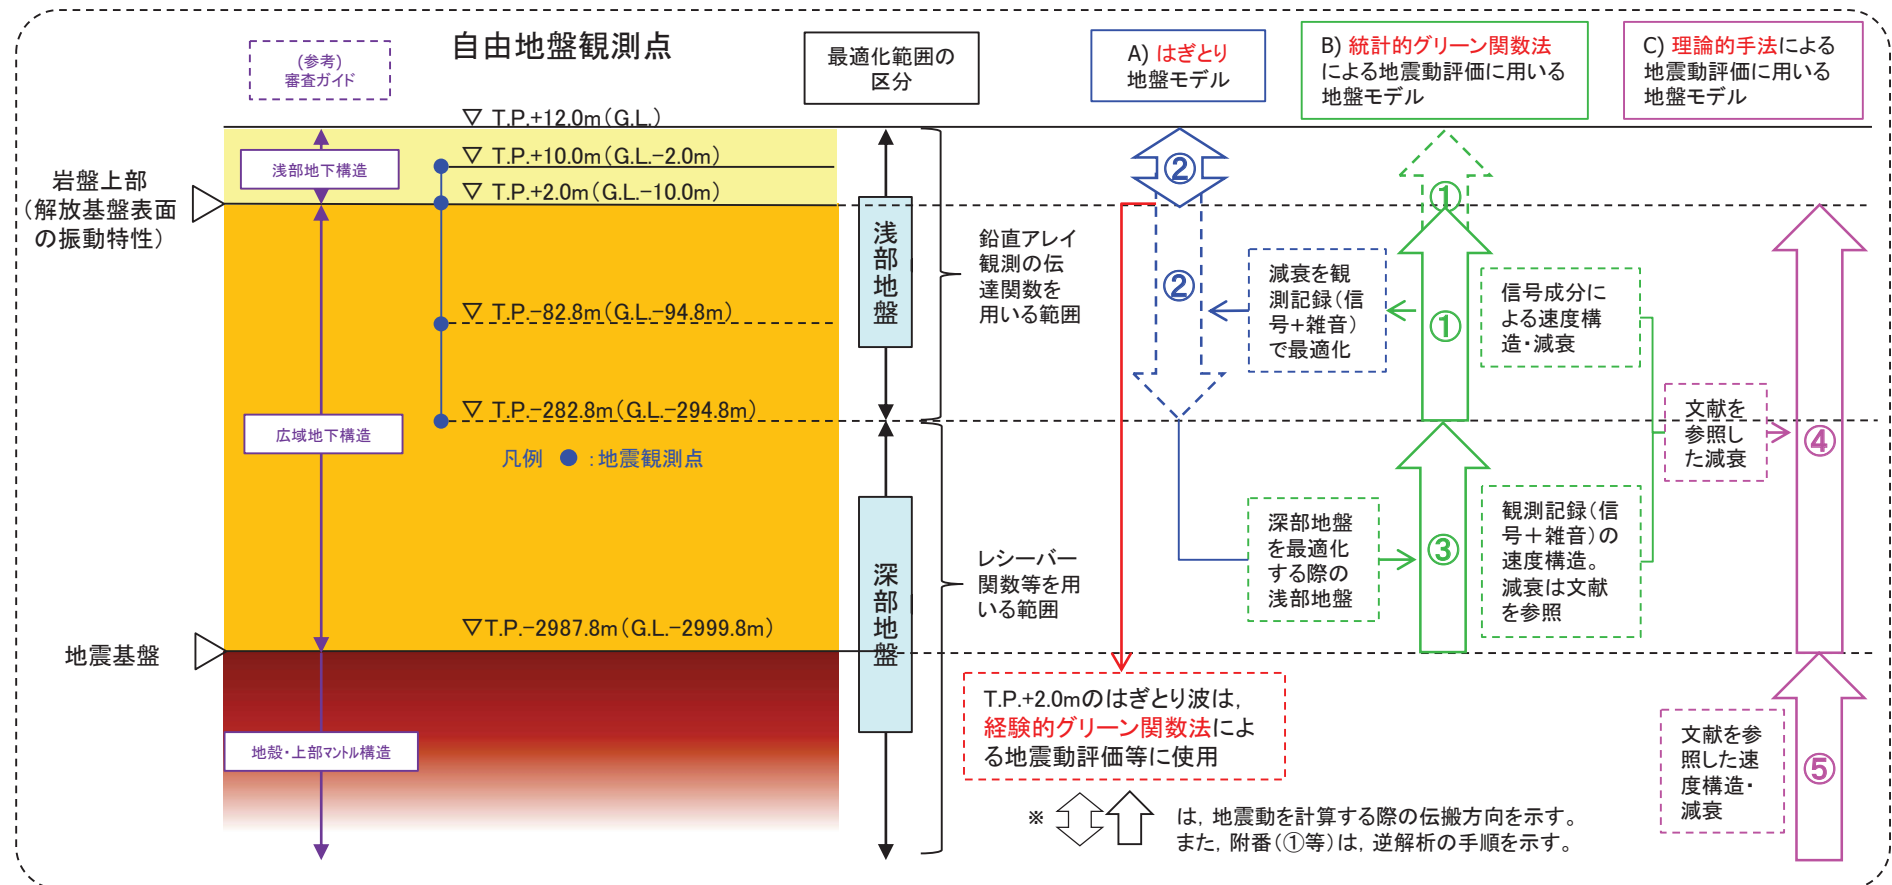 自由地盤観測点
(参考)
審査ガイド
最適化範囲の
区分
A) はぎとり
地盤モデル
B) 統計的グリーン関数法
による地震動評価に用いる
地盤モデル
C) 理論的手法による
地震動評価に用いる
地盤モデル
▽ T.P.+12.0m(G.L.)
▽ T.P.+10.0m(G.L.-2.0m)
▽ T.P.+2.0m(G.L.-10.0m)
▽ T.P.-82.8m(G.L.-94.8m)
▽ T.P.-282.8m(G.L.-294.8m)
凡例 ● :地震観測点
▽T.P.-2987.8m(G.L.-2999.8m)
岩盤上部
(解放基盤表面
の振動特性)
地震基盤
浅部地下構造
広域地下構造
地殻・上部マントル構造
浅部地盤
深部地盤
鉛直アレイ
観測の伝
達関数を
用いる範囲
レシーバー
関数等を用
いる範囲
②
②
減衰を観
測記録(信
号+雑音)
で最適化
①
①
信号成分に
よる速度構
造・減衰
文献を
参照し
た減衰
④
深部地盤
を最適化
する際の
浅部地盤
③
観測記録(信
号+雑音)の
速度構造。
減衰は文献
を参照
T.P.+2.0mのはぎとり波は,
経験的グリーン関数法によ
る地震動評価等に使用
文献を参
照した速
度構造・
減衰
⑤
※
は, 地震動を計算する際の伝搬方向を示す。
また, 附番(①等)は, 逆解析の手順を示す。